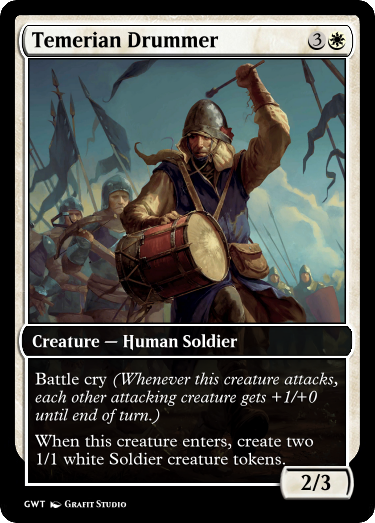 Temerian Drummer 3
Creature — Human Soldier
Battle cry (Whenever this creature attacks,
each other attacking creature gets +1/+0
until end of turn.)
When this creature enters, create two
1/1 white Soldier creature tokens.
2/3
GWT Grafit Studio